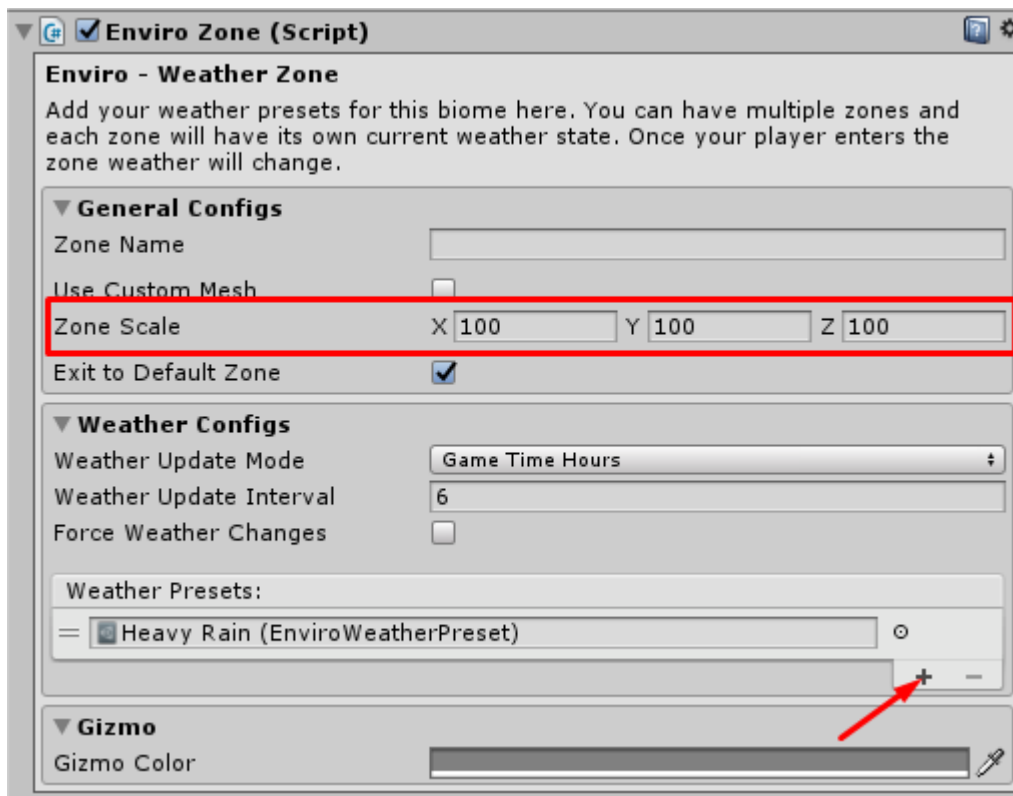 Enviro Zone (Script)
Enviro - Weather Zone
Add your weather presets for this biome here. You can have multiple zones and
each zone will have its own current weather state. Once your player enters the
zone weather will change.
General Configs
Zone Name
Use Custom Mesh
Zone Scale X 100 Y 100 Z 100
Exit to Default Zone
Weather Configs
Weather Update Mode Game Time Hours
Weather Update Interval 6
Force Weather Changes
Weather Presets:
Heavy Rain (EnviroWeatherPreset)
Gizmo
Gizmo Color